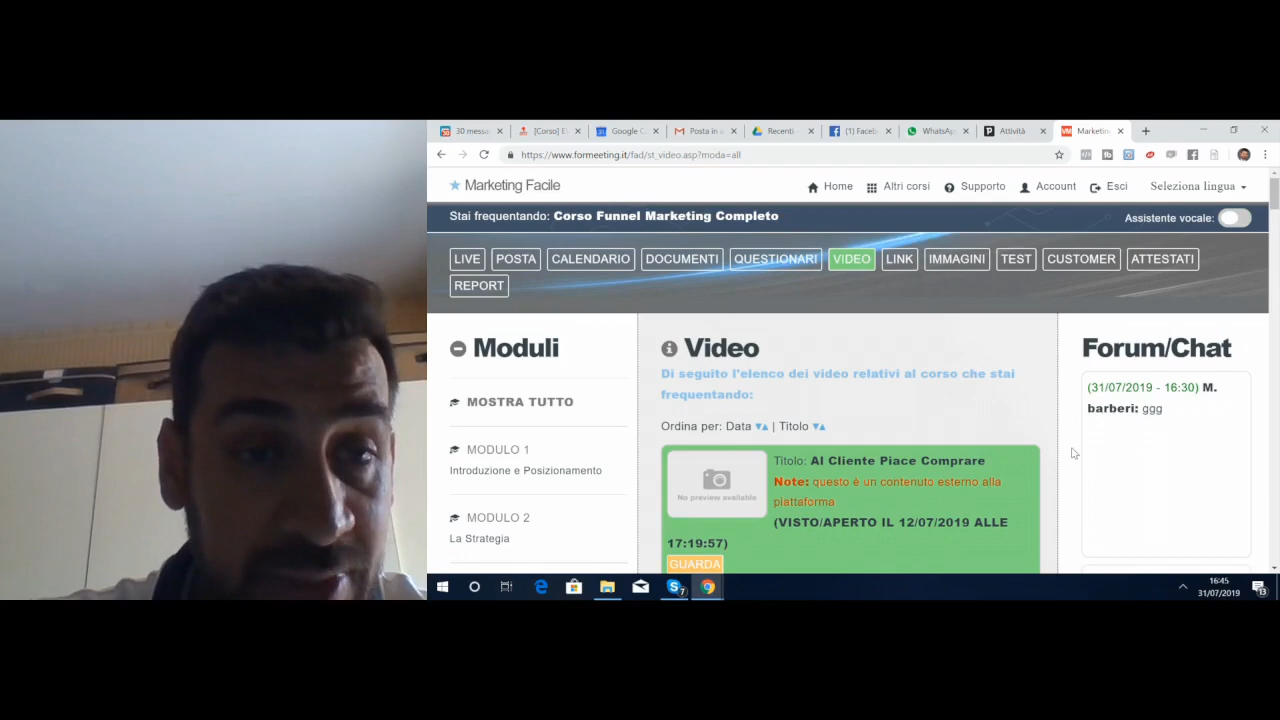 30 messa
[Corso] E
Google C
Posta in a
Recenti -
(1) Faceb
WhatsAp
Attività
Marketin
https://www.formeeting.it/fad/st_video.asp?moda=all
Marketing Facile
Home
Altri corsi
Supporto
Account
Esci
Seleziona lingua
Stai frequentando: Corso Funnel Marketing Completo
Assistente vocale:
LIVE
POSTA
CALENDARIO
DOCUMENTI
QUESTIONARI
VIDEO
LINK
IMMAGINI
TEST
CUSTOMER
ATTESTATI
REPORT
Moduli
MOSTRA TUTTO
MODULO 1
Introduzione e Posizionamento
MODULO 2
La Strategia
Video
Di seguito l'elenco dei video relativi al corso che stai
frequentando:
Ordina per: Data | Titolo
No preview available
Titolo: Al Cliente Piace Comprare
Note: questo è un contenuto esterno alla
piattaforma
(VISTO/APERTO IL 12/07/2019 ALLE
17:19:57)
GUARDA
Forum/Chat
(31/07/2019 - 16:30) M.
barberi: ggg
7
16:45
31/07/2019
13